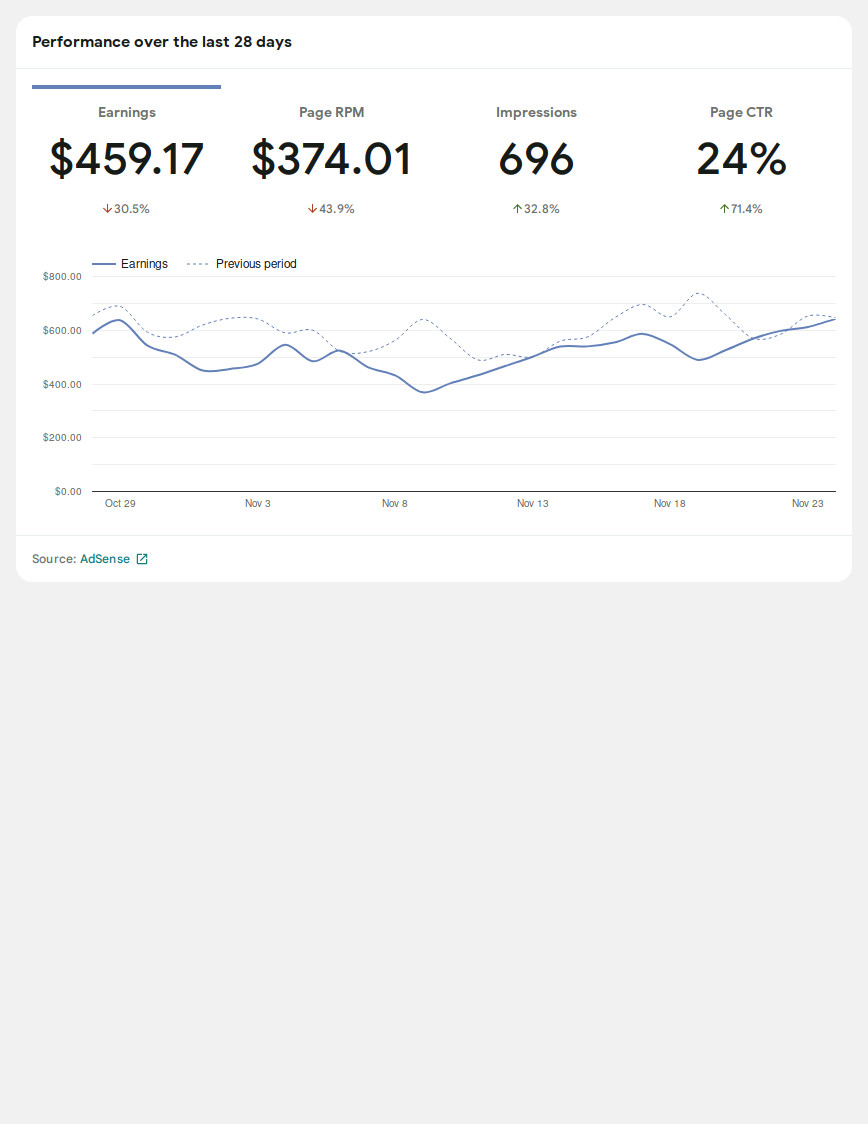 Performance over the last 28 days
Earnings Page RPM Impressions Page CTR
$459.17 $374.01 696 24%
↓30.5% ↓43.9% ↑32.8% ↑71.4%
Earnings Previous period
$800.00
$600.00
$400.00
$200.00
$0.00
Oct 29 Nov 3 Nov 8 Nov 13 Nov 18 Nov 23
Source: AdSense